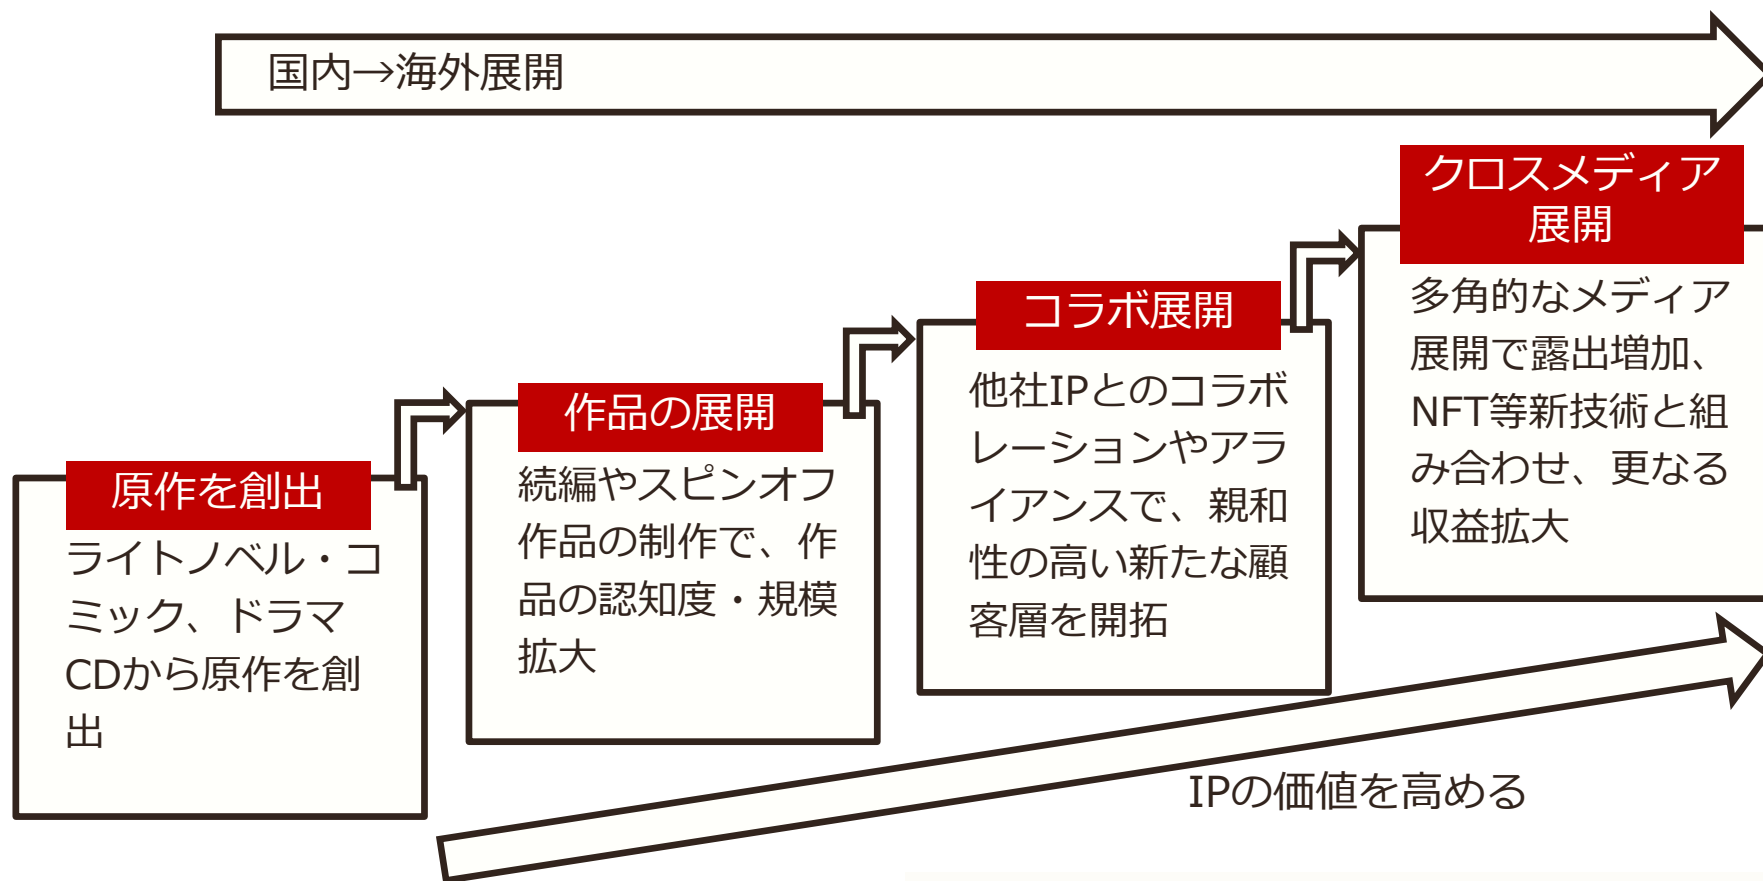 国内→海外展開
原作を創出
ライトノベル・コ
ミック、ドラマ
CDから原作を創
出
作品の展開
続編やスピンオフ
作品の制作で、作
品の認知度・規模
拡大
コラボ展開
他社IPとのコラボ
レーションやアラ
イアンスで、親和
性の高い新たな顧
客層を開拓
クロスメディア
展開
多角的なメディア
展開で露出増加、
NFT等新技術と組
み合わせ、更なる
収益拡大
IPの価値を高める